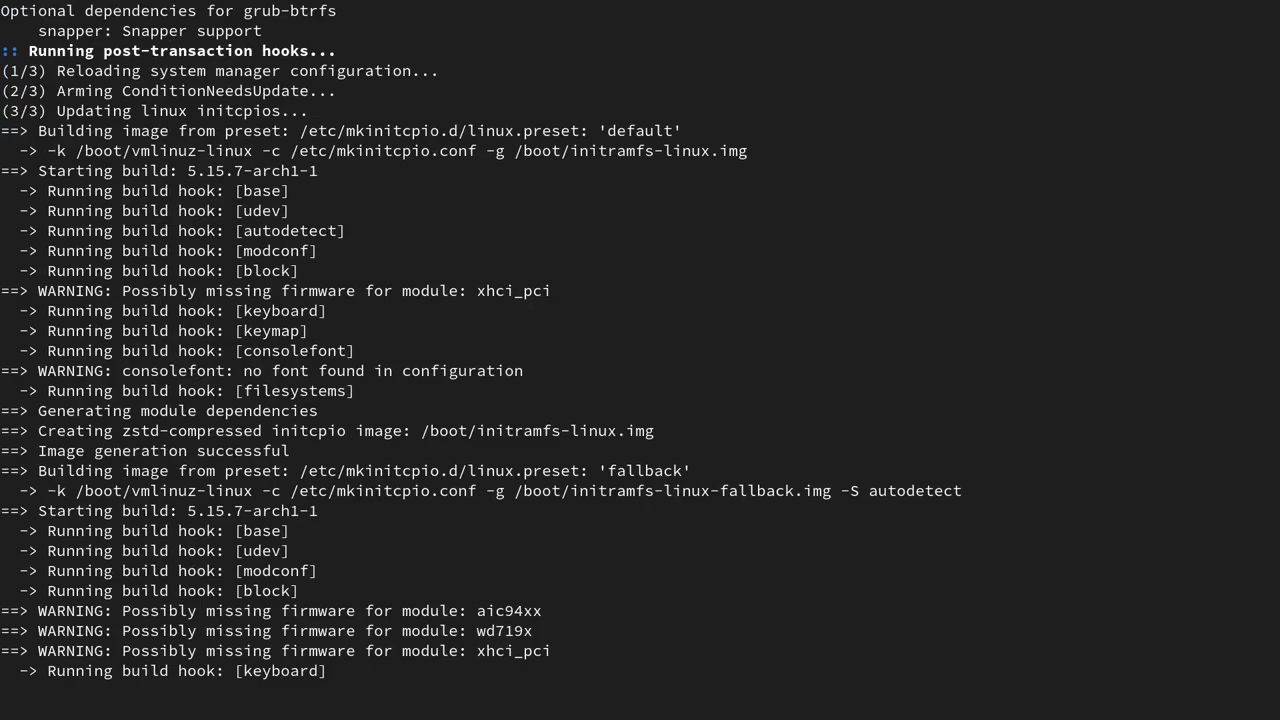 Optional dependencies for grub-btrfs
    snapper: Snapper support
:: Running post-transaction hooks...
(1/3) Reloading system manager configuration...
(2/3) Arming ConditionNeedsUpdate...
(3/3) Updating linux initcpios...
==> Building image from preset: /etc/mkinitcpio.d/linux.preset: 'default'
  -> -k /boot/vmlinuz-linux -c /etc/mkinitcpio.conf -g /boot/initramfs-linux.img
==> Starting build: 5.15.7-arch1-1
  -> Running build hook: [base]
  -> Running build hook: [udev]
  -> Running build hook: [autodetect]
  -> Running build hook: [modconf]
  -> Running build hook: [block]
==> WARNING: Possibly missing firmware for module: xhci_pci
  -> Running build hook: [keyboard]
  -> Running build hook: [keymap]
  -> Running build hook: [consolefont]
==> WARNING: consolefont: no font found in configuration
  -> Running build hook: [filesystems]
==> Generating module dependencies
==> Creating zstd-compressed initcpio image: /boot/initramfs-linux.img
==> Image generation successful
==> Building image from preset: /etc/mkinitcpio.d/linux.preset: 'fallback'
  -> -k /boot/vmlinuz-linux -c /etc/mkinitcpio.conf -g /boot/initramfs-linux-fallback.img -S autodetect
==> Starting build: 5.15.7-arch1-1
  -> Running build hook: [base]
  -> Running build hook: [udev]
  -> Running build hook: [modconf]
  -> Running build hook: [block]
==> WARNING: Possibly missing firmware for module: aic94xx
==> WARNING: Possibly missing firmware for module: wd719x
==> WARNING: Possibly missing firmware for module: xhci_pci
  -> Running build hook: [keyboard]